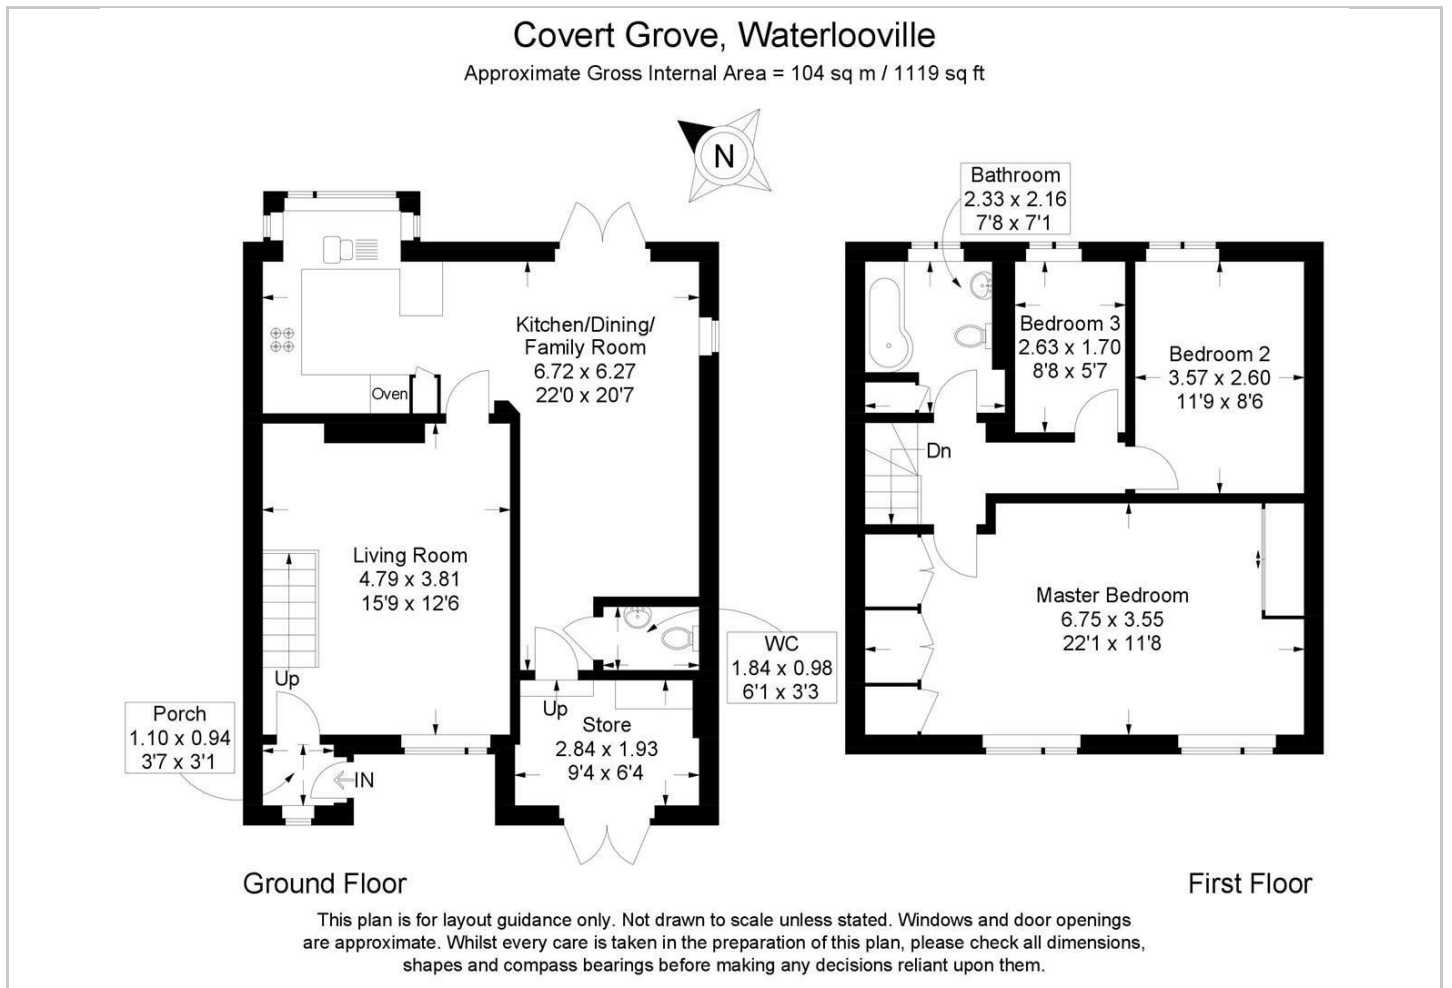 Covert Grove, Waterlooville
Approximate Gross Internal Area = 104 sq m / 1119 sq ft
N
Kitchen/Dining/
Family Room
6.72 x 6.27
22'0 x 20'7
Oven
Living Room
4.79 x 3.81
15'9 x 12'6
Up
Porch
1.10 x 0.94
3'7 x 3'1
IN
Up
Store
2.84 x 1.93
9'4 x 6'4
WC
1.84 x 0.98
6'1 x 3'3
Ground Floor
Bathroom
2.33 x 2.16
7'8 x 7'1
Bedroom 3
2.63 x 1.70
8'8 x 5'7
Bedroom 2
3.57 x 2.60
11'9 x 8'6
Dn
Master Bedroom
6.75 x 3.55
22'1 x 11'8
First Floor
This plan is for layout guidance only. Not drawn to scale unless stated. Windows and door openings
are approximate. Whilst every care is taken in the preparation of this plan, please check all dimensions,
shapes and compass bearings before making any decisions reliant upon them.